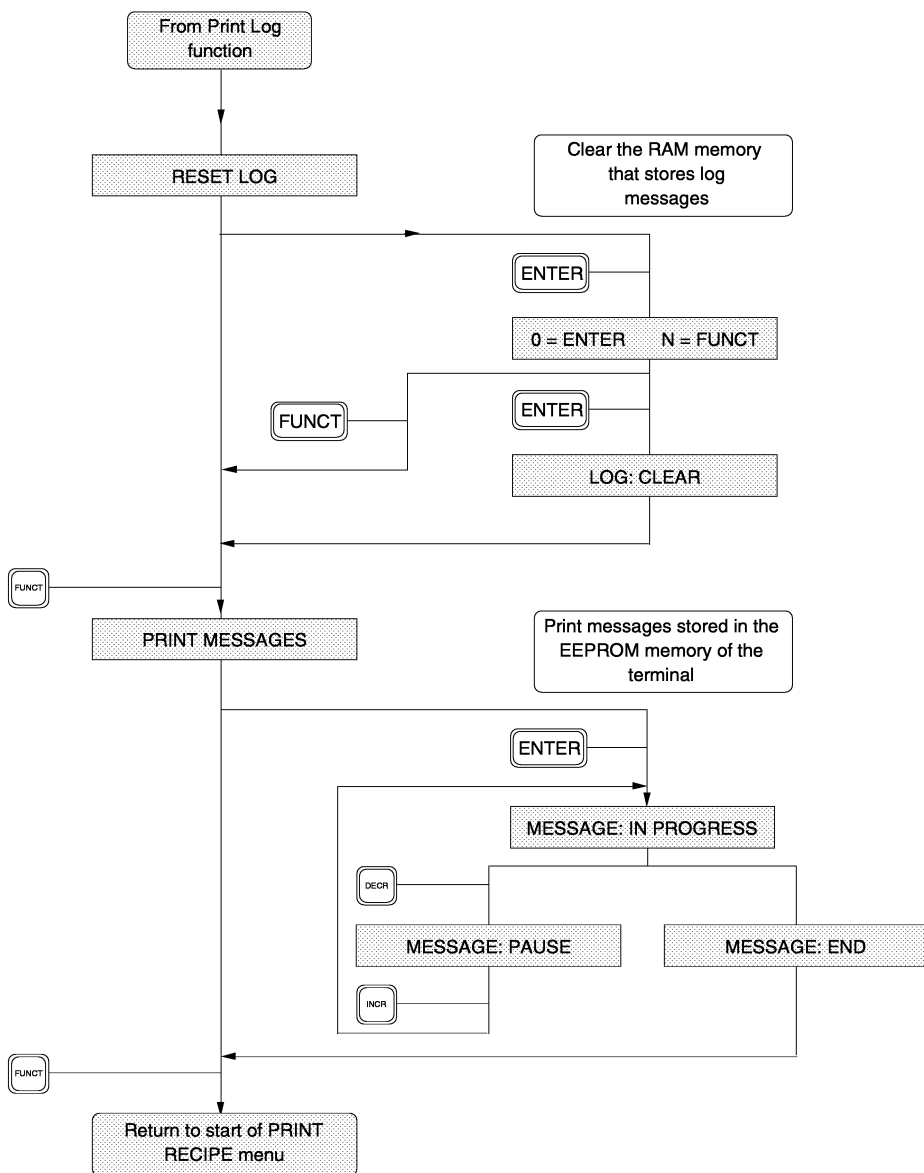 From Print Log
function
RESET LOG
Clear the RAM memory
that stores log
messages
ENTER
0 = ENTER N = FUNCT
FUNCT
ENTER
LOG: CLEAR
FUNCT
PRINT MESSAGES
Print messages stored in the
EEPROM memory of the
terminal
ENTER
MESSAGE: IN PROGRESS
DECR
MESSAGE: PAUSE
MESSAGE: END
INCR
FUNCT
Return to start of PRINT
RECIPE menu